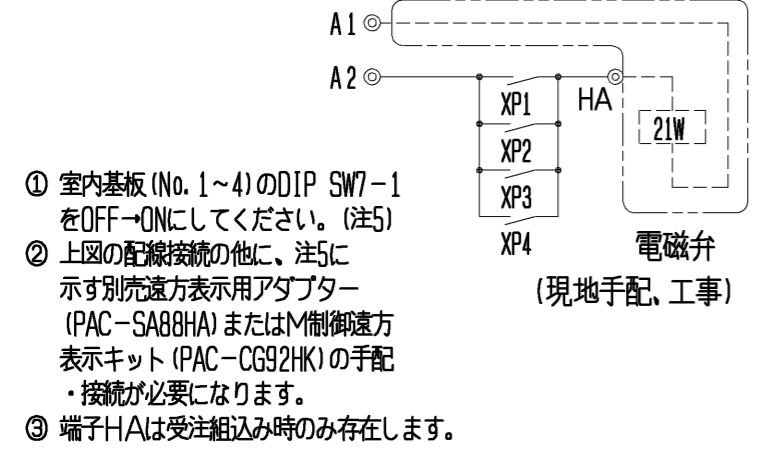 A1
A2
XP1
HA
21W
XP2
XP3
XP4
電磁弁
(現地手配、工事)
① 室内基板(No.1~4)のDIP SW7-1
をOFF→ONにしてください。(注5)
② 上図の配線接続の他に、注5に
示す別売遠方表示用アダプター
(PAC-SA88HA)またはM制御遠方
表示キット(PAC-CG92HK)の手配
・接続が必要になります。
③ 端子HAは受注組込み時のみ存在します。